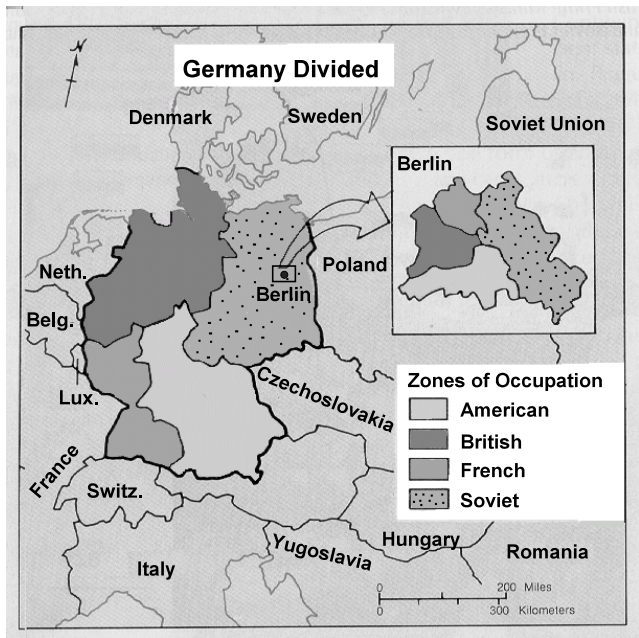 Germany Divided
N
Denmark
Sweden
Soviet Union
Berlin
Neth.
Poland
Berlin
Belg.
Lux.
Czechoslovakia
Zones of Occupation
American
British
French
Soviet
France
Switz.
Italy
Yugoslavia
Hungary
Romania
0 200 Miles
0 300 Kilometers